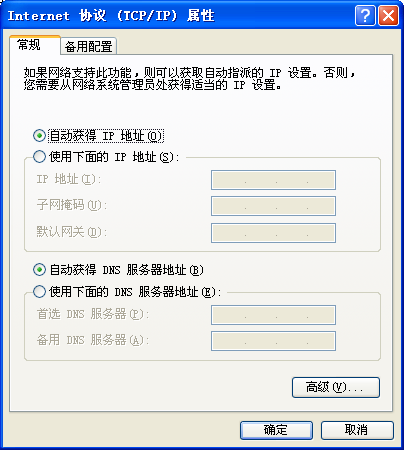 Internet 协议 (TCP/IP) 属性
常规
备用配置
如果网络支持此功能，则可以获取自动指派的 IP 设置。否则，
您需要从网络系统管理员处获得适当的 IP 设置。
自动获得 IP 地址(O)
使用下面的 IP 地址(S):
IP 地址(I):
子网掩码(U):
默认网关(D):
自动获得 DNS 服务器地址(B)
使用下面的 DNS 服务器地址(E):
首选 DNS 服务器(P):
备用 DNS 服务器(A):
高级(V)...
确定
取消